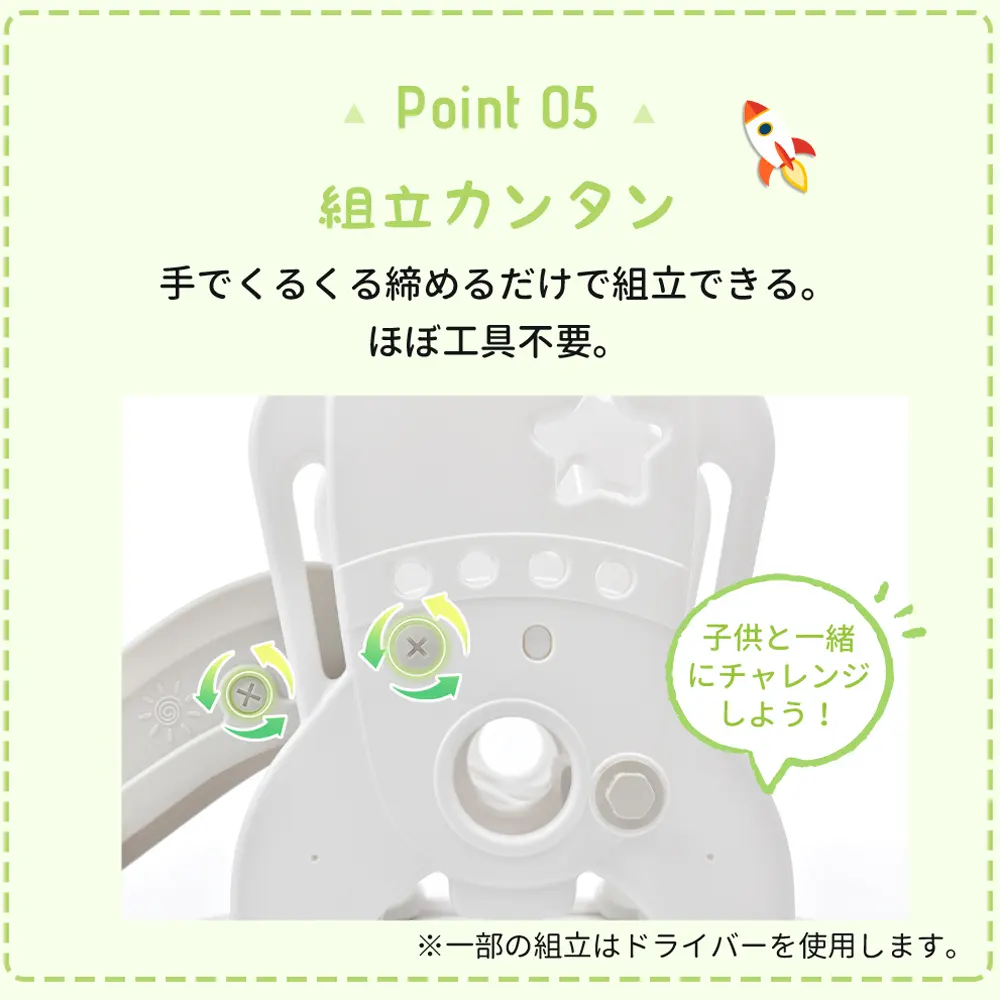 Point 05
組立カンタン
手でくるくる締めるだけで組立できる。
ほぼ工具不要。
子供と一緒
にチャレンジ
しよう！
※一部の組立はドライバーを使用します。